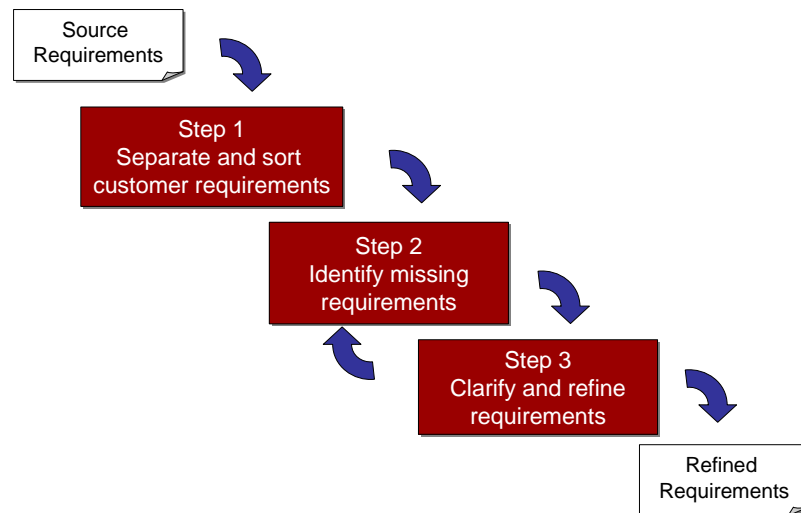 Source
Requirements
Step 1
Separate and sort
customer requirements
Step 2
Identify missing
requirements
Step 3
Clarify and refine
requirements
Refined
Requirements